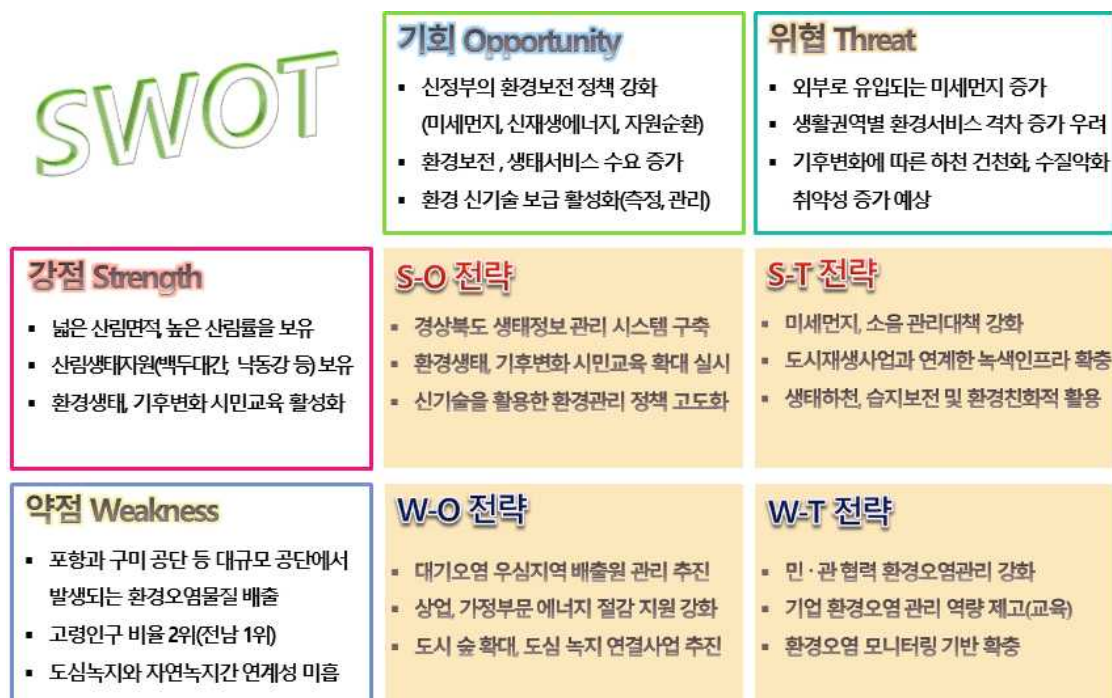 SWOT
기회 Opportunity
▪ 신정부의 환경보전 정책 강화
(미세먼지, 신재생에너지, 자원순환)
▪ 환경보전 , 생태서비스 수요 증가
▪ 환경 신기술 보급 활성화(측정, 관리)
위협 Threat
▪ 외부로 유입되는 미세먼지 증가
▪ 생활권역별 환경서비스 격차 증가 우려
▪ 기후변화에 따른 하천 건천화, 수질악화
취약성 증가 예상
강점 Strength
▪ 넓은 산림면적, 높은 산림률을 보유
▪ 산림생태자원(백두대간, 낙동강 등) 보유
▪ 환경생태, 기후변화 시민교육 활성화
S-O 전략
▪ 경상북도 생태정보 관리 시스템 구축
▪ 환경생태, 기후변화 시민교육 확대 실시
▪ 신기술을 활용한 환경관리 정책 고도화
S-T 전략
▪ 미세먼지, 소음 관리대책 강화
▪ 도시재생사업과 연계한 녹색인프라 확충
▪ 생태하천, 습지보전 및 환경친화적 활용
약점 Weakness
▪ 포항과 구미 공단 등 대규모 공단에서
발생되는 환경오염물질 배출
▪ 고령인구 비율 2위(전남 1위)
▪ 도심녹지와 자연녹지간 연계성 미흡
W-O 전략
▪ 대기오염 우심지역 배출원 관리 추진
▪ 상업, 가정부문 에너지 절감 지원 강화
▪ 도시 숲 확대, 도심 녹지 연결사업 추진
W-T 전략
▪ 민 · 관 협력 환경오염관리 강화
▪ 기업 환경오염 관리 역량 제고(교육)
▪ 환경오염 모니터링 기반 확충